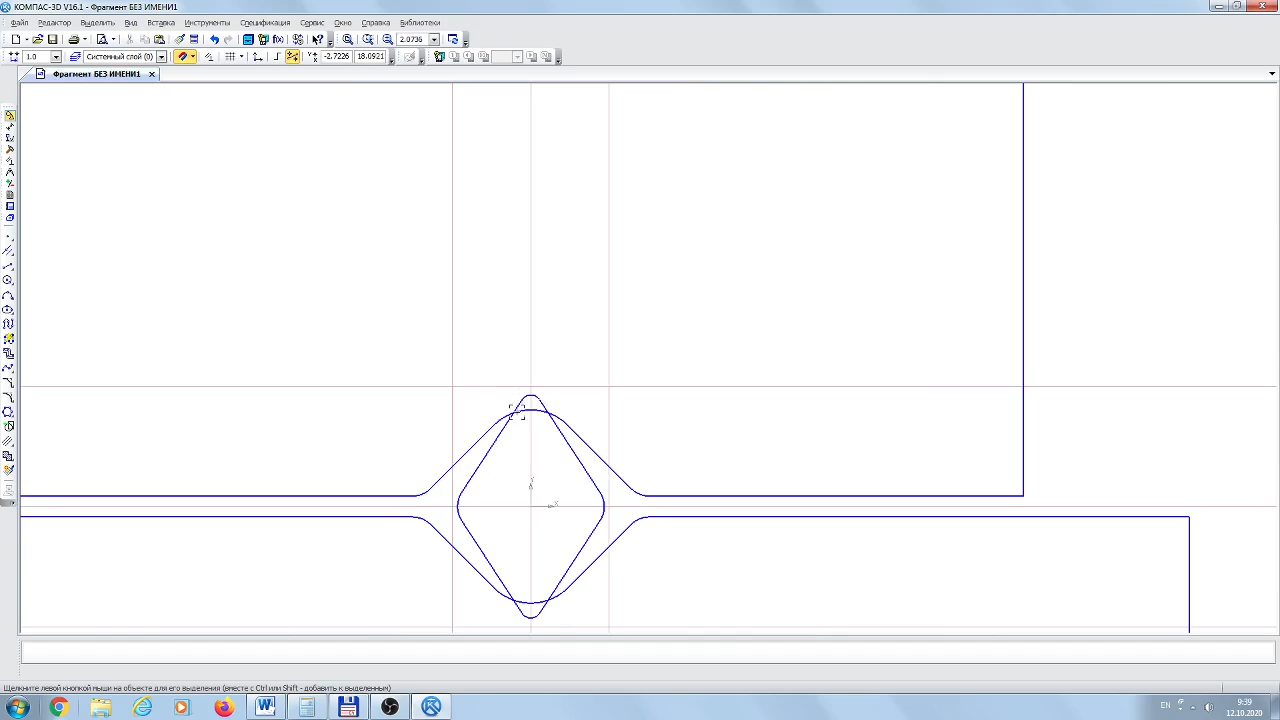 КОМПАС-3D V16.1 - Фрагмент БЕЗ ИМЕНИ1
Файл Редактор Выделить Вид Вставка Инструменты Спецификация Сервис Окно Справка Библиотеки
f(x) 2.0736
1.0 Системный слой (0) -2.7226 18.0921
Фрагмент БЕЗ ИМЕНИ1
Y
X
Щелкните левой кнопкой мыши на объекте для его выделения (вместе с Ctrl или Shift - добавить к выделенным)
EN 9:39
12.10.2020